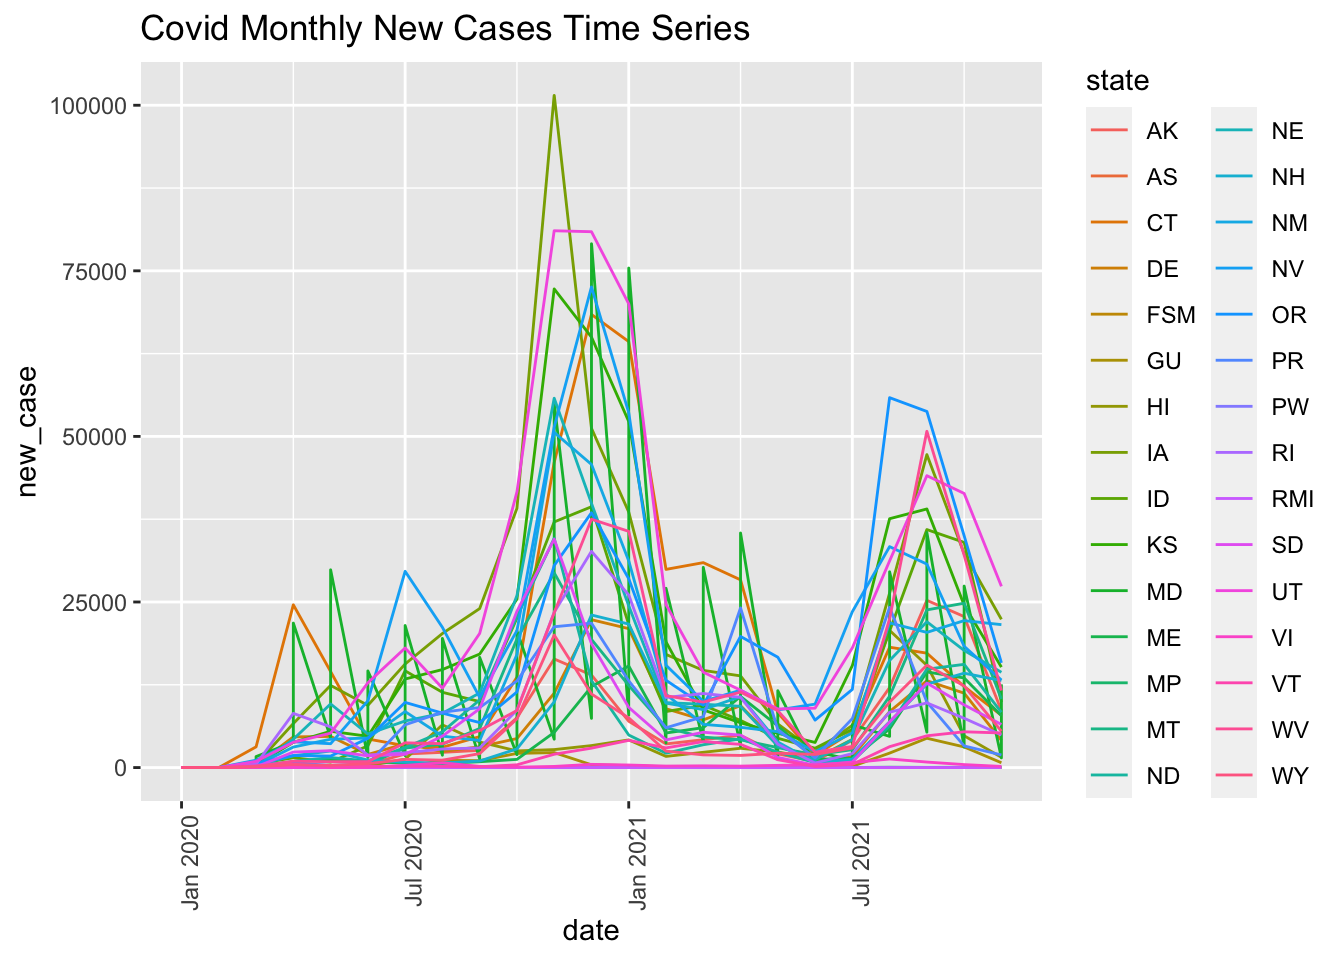 Covid Monthly New Cases Time Series
new_case
100000
75000
50000
25000
0
Jan 2020
Jul 2020
Jan 2021
Jul 2021
date
state
AK
AS
CT
DE
FSM
GU
HI
IA
ID
KS
MD
ME
MP
MT
ND
NE
NH
NM
NV
OR
PR
PW
RI
RMI
SD
UT
VI
VT
WV
WY